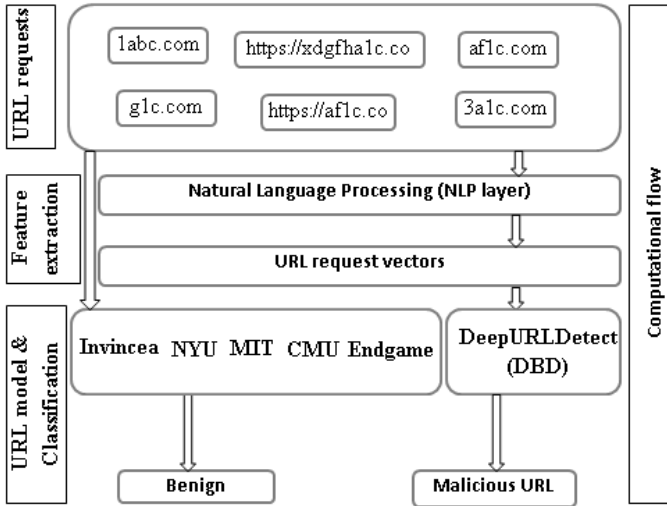 URL requests
1abc.com
https://xdgfha1c.co
af1c.com
g1c.com
https://af1c.co
3a1c.com
Feature
extraction
Natural Language Processing (NLP layer)
URL request vectors
URL model &
Classification
Invincea NYU MIT CMU Endgame
DeepURLDetect
(DBD)
Benign
Malicious URL
Computational flow